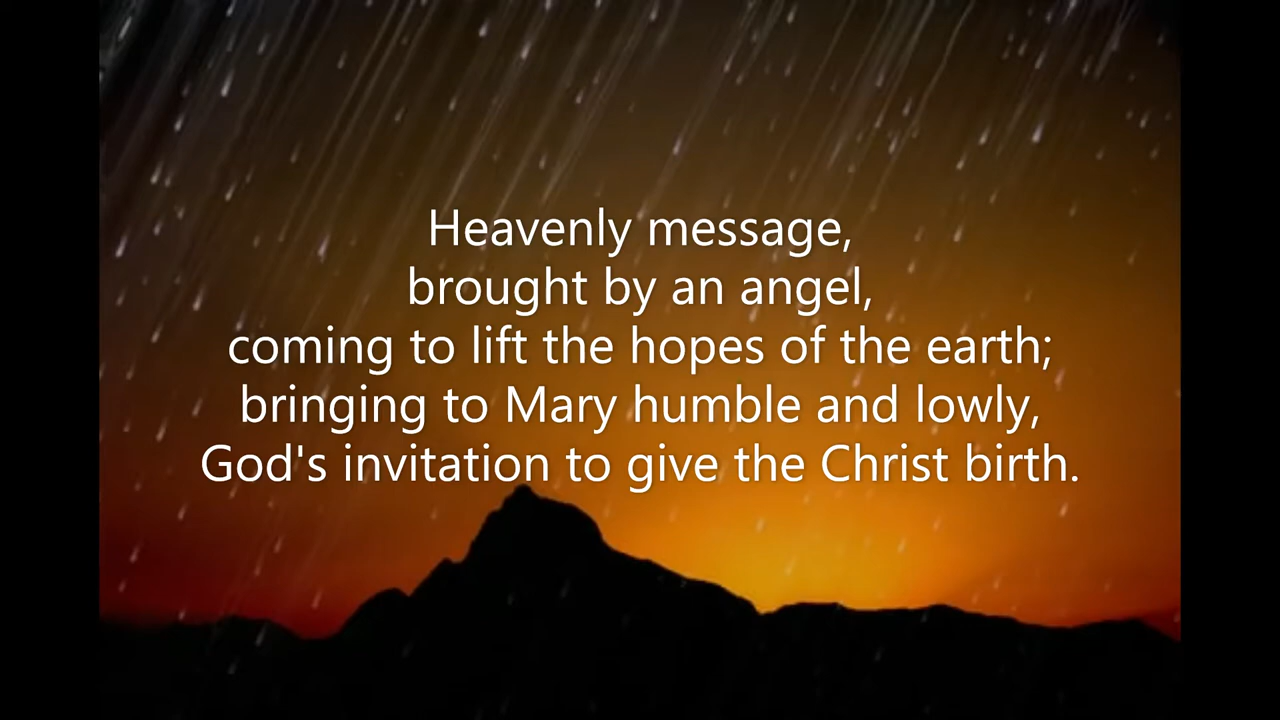 Heavenly message,
brought by an angel,
coming to lift the hopes of the earth;
bringing to Mary humble and lowly,
God's invitation to give the Christ birth.